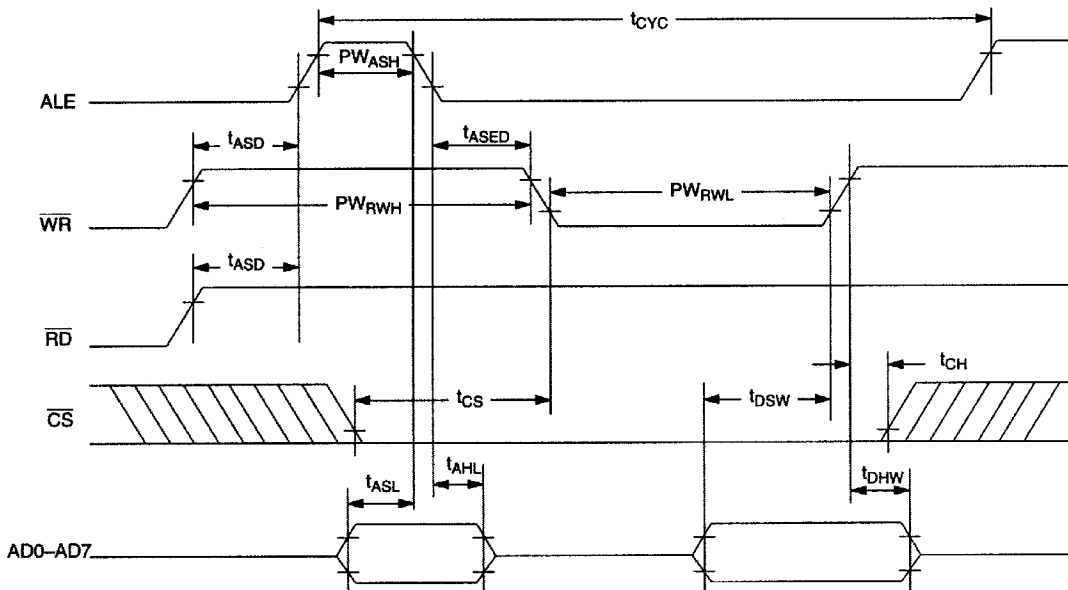 tCYC
PWASH
ALE
tASD
tASED
PWRWH
PWRWL
WR
tASD
RD
tCH
tCS
tDSW
CS
tASL
tAHL
tDHW
AD0–AD7